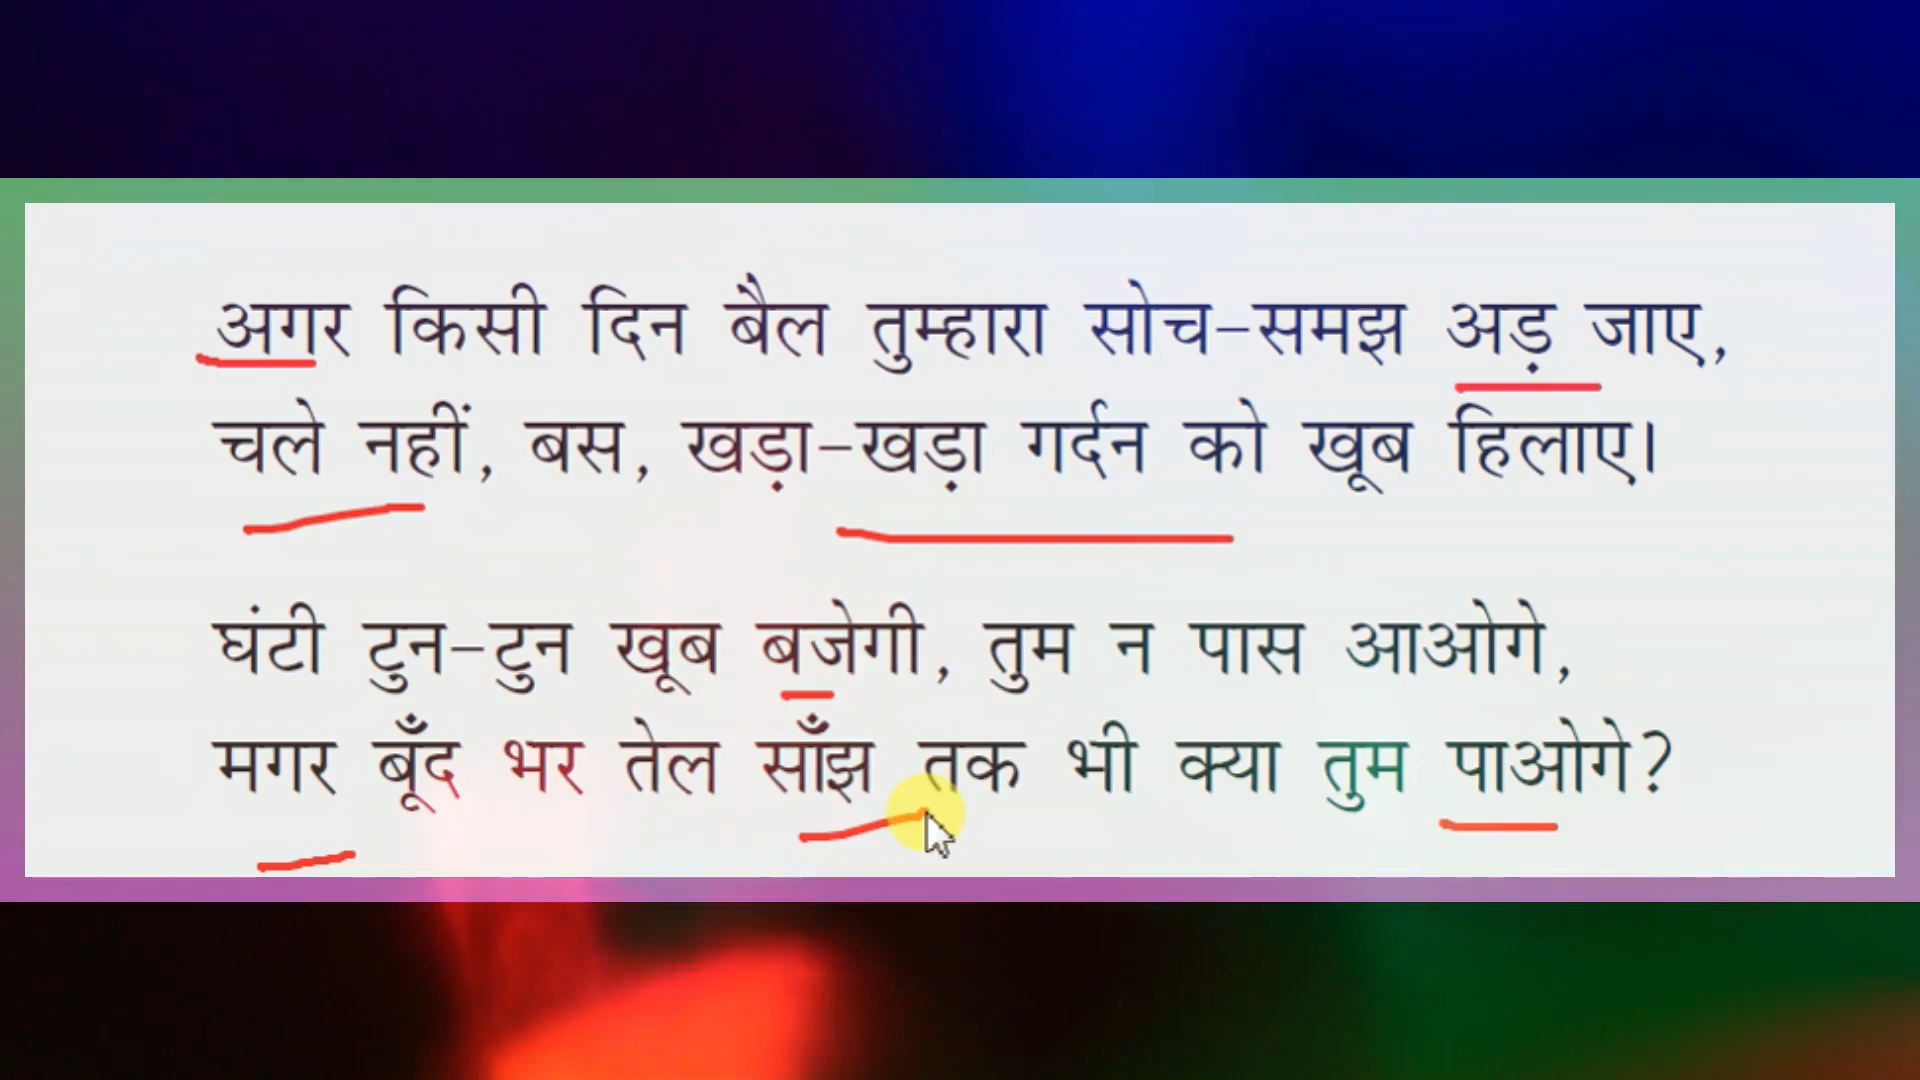 अगर किसी दिन बैल तुम्हारा सोच-समझ अड़ जाए,
चले नहीं, बस, खड़ा-खड़ा गर्दन को खूब हिलाए।
घंटी टुन-टुन खूब बजेगी, तुम न पास आओगे,
मगर बूँद भर तेल साँझ तक भी क्या तुम पाओगे?